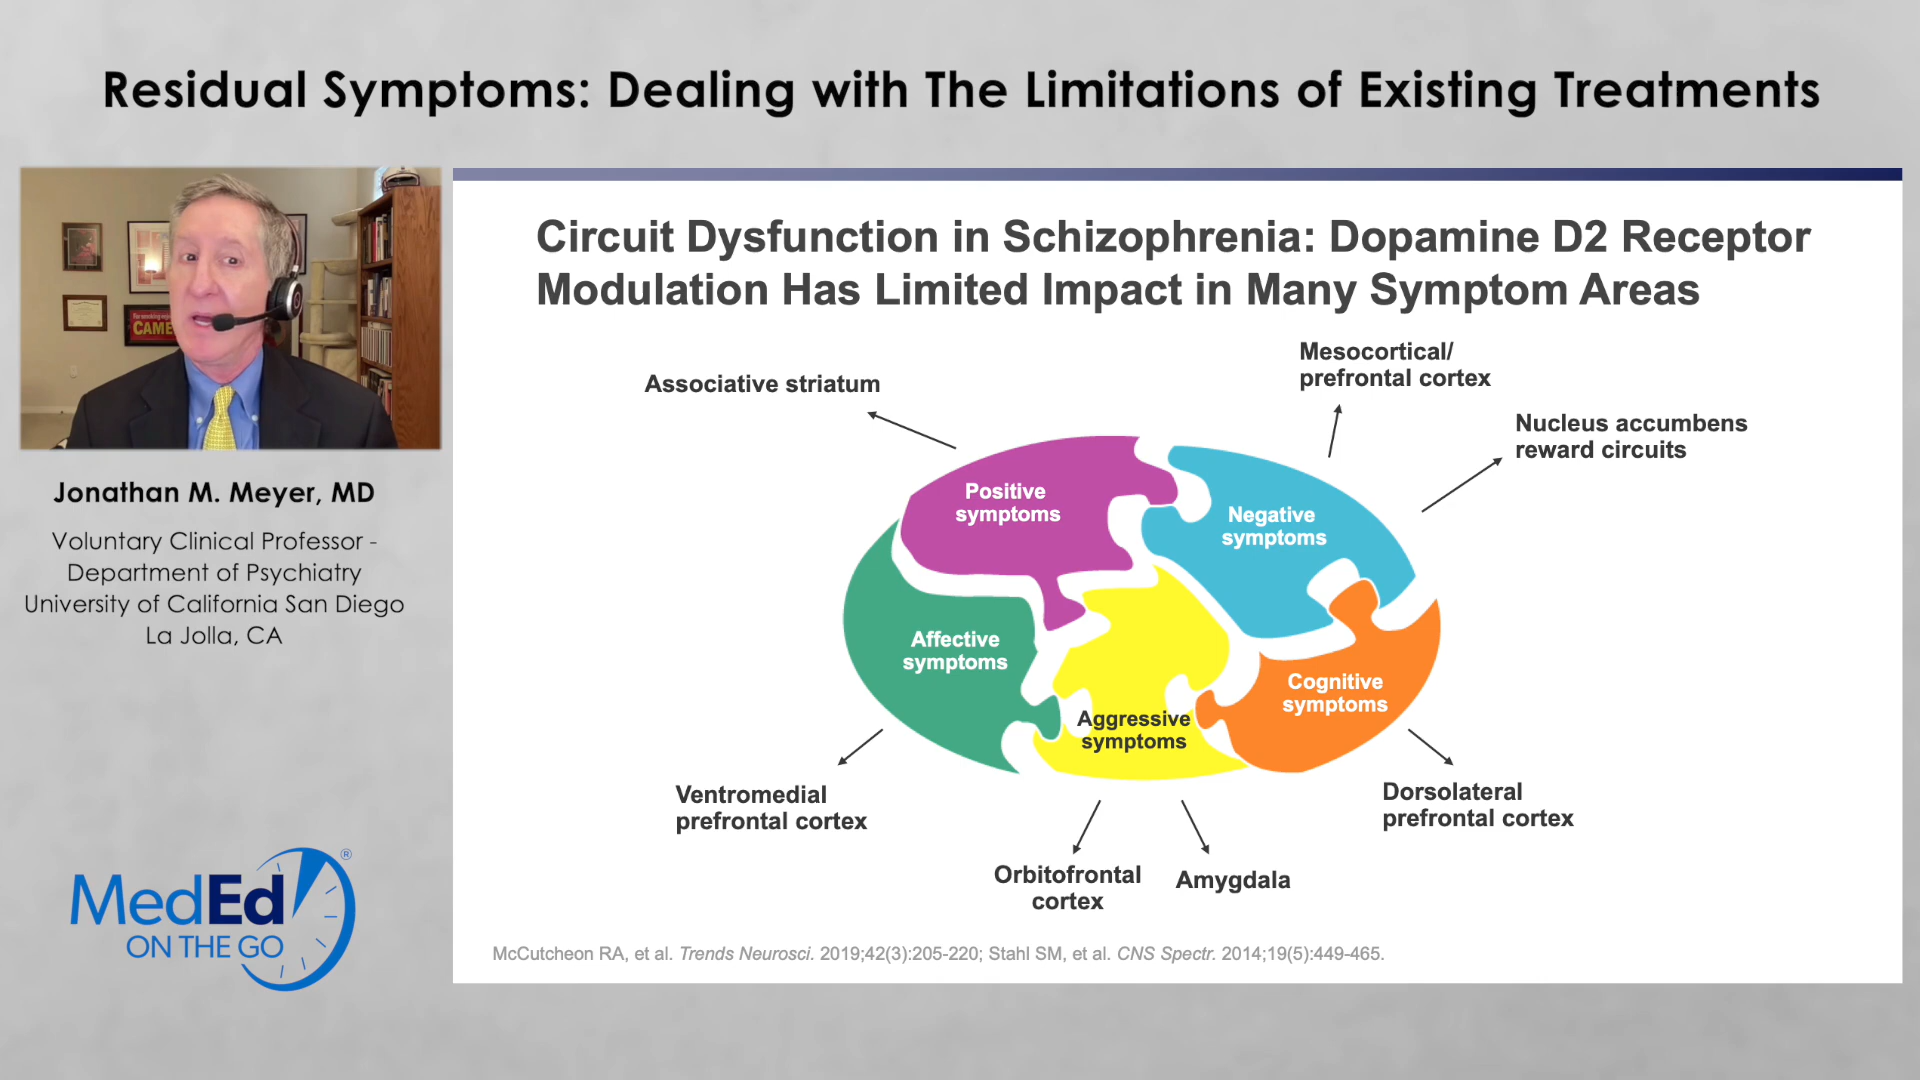 Residual Symptoms: Dealing with The Limitations of Existing Treatments
CAME
Jonathan M. Meyer, MD
Voluntary Clinical Professor -
Department of Psychiatry
University of California San Diego
La Jolla, CA
MedEd®
ON THE GO
Circuit Dysfunction in Schizophrenia: Dopamine D2 Receptor
Modulation Has Limited Impact in Many Symptom Areas
Associative striatum
Mesocortical/
prefrontal cortex
Nucleus accumbens
reward circuits
Positive
symptoms
Negative
symptoms
Affective
symptoms
Aggressive
symptoms
Cognitive
symptoms
Ventromedial
prefrontal cortex
Orbitofrontal
cortex
Amygdala
Dorsolateral
prefrontal cortex
McCutcheon RA, et al. Trends Neurosci. 2019;42(3):205-220; Stahl SM, et al. CNS Spectr. 2014;19(5):449-465.